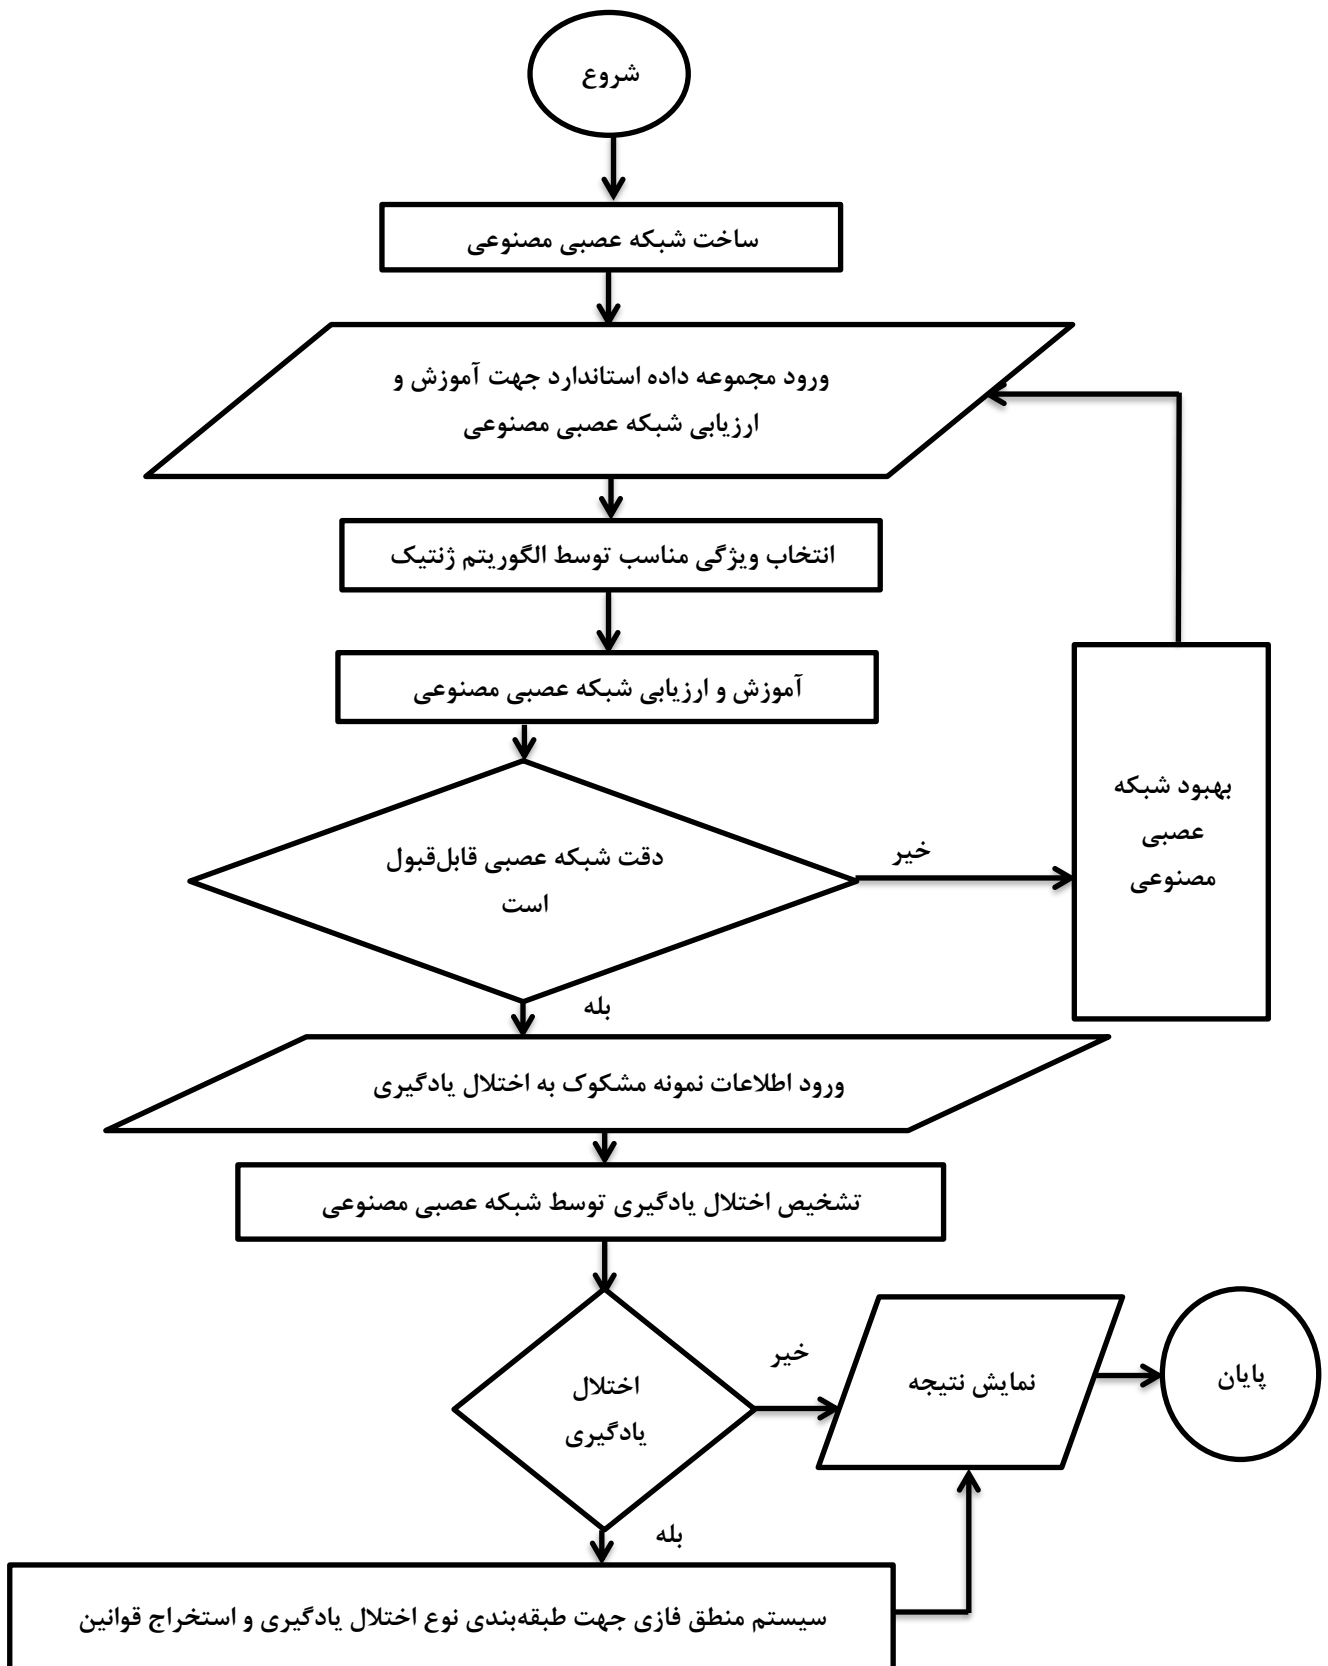 شروع
ساخت شبکه عصبی مصنوعی
ورود مجموعه داده استاندارد جهت آموزش و
ارزیابی شبکه عصبی مصنوعی
انتخاب ویژگی مناسب توسط الگوریتم ژنتیک
آموزش و ارزیابی شبکه عصبی مصنوعی
دقت شبکه عصبی قابل‌قبول
است
خیر
بهبود شبکه
عصبی
مصنوعی
بله
ورود اطلاعات نمونه مشکوک به اختلال یادگیری
تشخیص اختلال یادگیری توسط شبکه عصبی مصنوعی
اختلال
یادگیری
خیر
نمایش نتیجه
پایان
بله
سیستم منطق فازی جهت طبقه‌بندی نوع اختلال یادگیری و استخراج قوانین